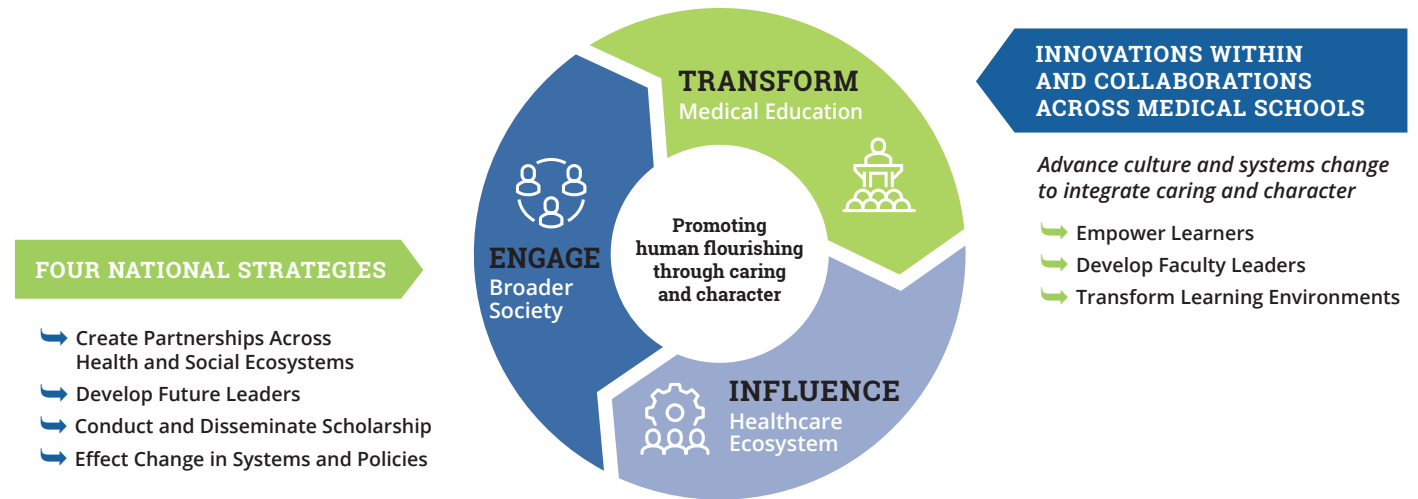 FOUR NATIONAL STRATEGIES
Create Partnerships Across
Health and Social Ecosystems
Develop Future Leaders
Conduct and Disseminate Scholarship
Effect Change in Systems and Policies
TRANSFORM
Medical Education
ENGAGE
Broader
Society
Promoting
human flourishing
through caring
and character
INFLUENCE
Healthcare
Ecosystem
INNOVATIONS WITHIN
AND COLLABORATIONS
ACROSS MEDICAL SCHOOLS
Advance culture and systems change
to integrate caring and character
Empower Learners
Develop Faculty Leaders
Transform Learning Environments